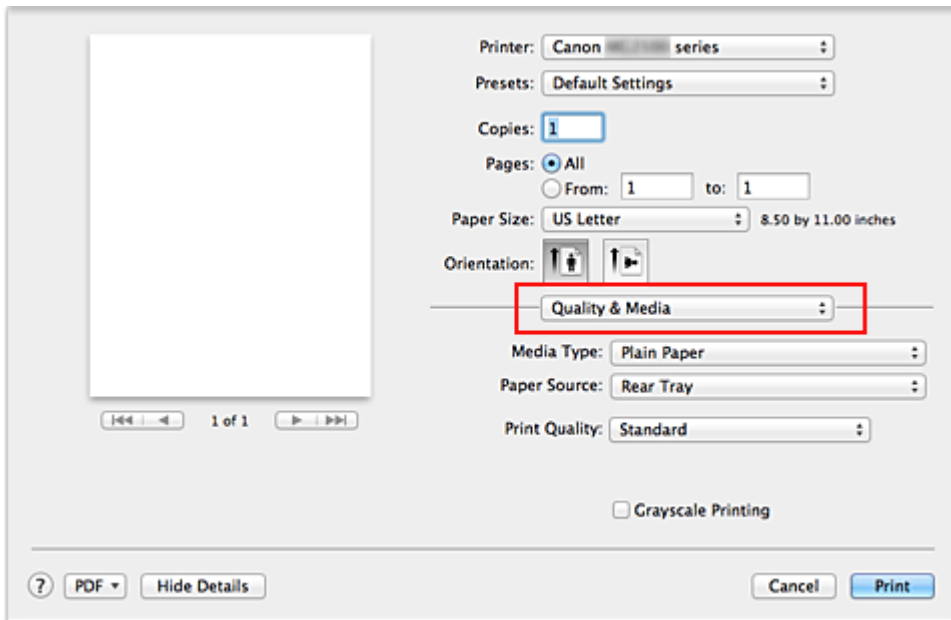 Printer: Canon series
Presets: Default Settings
Copies: 1
Pages: All
From: 1 to: 1
Paper Size: US Letter 8.50 by 11.00 inches
Orientation:
Quality & Media
Media Type: Plain Paper
Paper Source: Rear Tray
1 of 1
Print Quality: Standard
Grayscale Printing
? PDF Hide Details Cancel Print